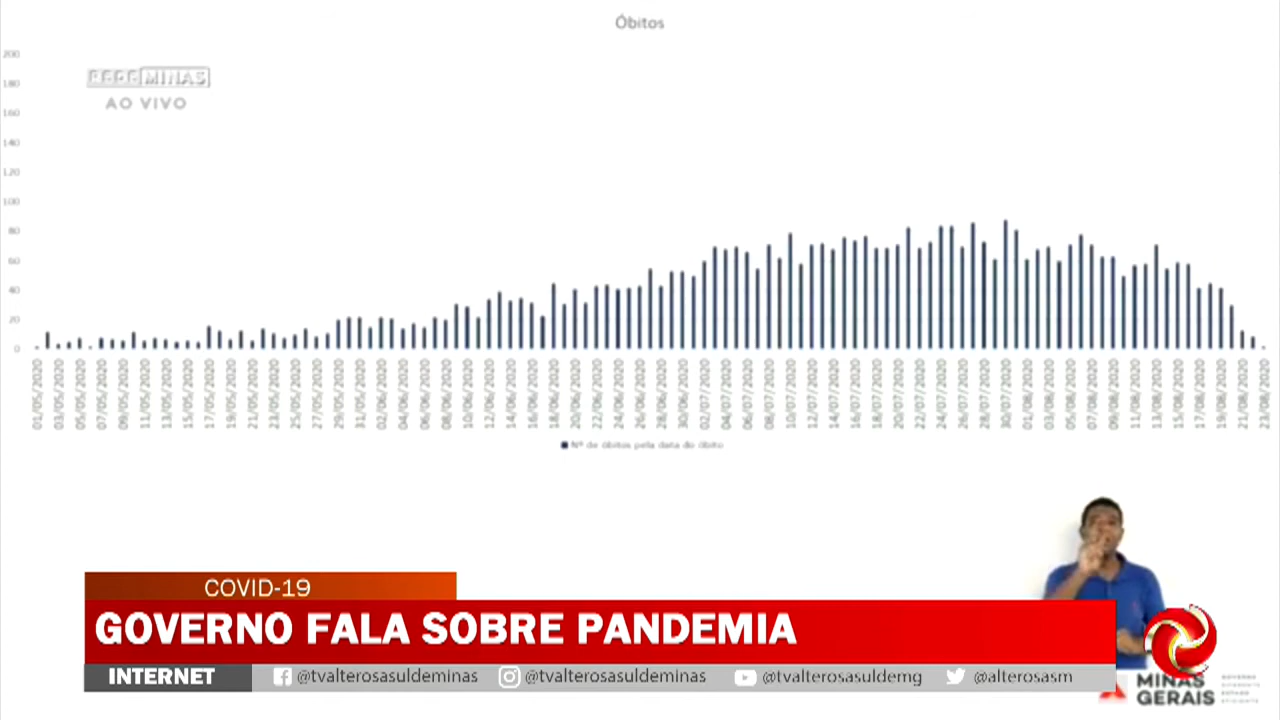 Óbitos
200
REDE MINAS
180
AO VIVO
160
140
120
100
80
60
40
20
0
01/05/2020 03/05/2020 05/05/2020 07/05/2020 09/05/2020 11/05/2020 13/05/2020 15/05/2020 17/05/2020 19/05/2020 21/05/2020 23/05/2020 25/05/2020 27/05/2020 29/05/2020 31/05/2020 02/06/2020 04/06/2020 06/06/2020 08/06/2020 10/06/2020 12/06/2020 14/06/2020 16/06/2020 18/06/2020 20/06/2020 22/06/2020 24/06/2020 26/06/2020 28/06/2020 30/06/2020 02/07/2020 04/07/2020 06/07/2020 08/07/2020 10/07/2020 12/07/2020 14/07/2020 16/07/2020 18/07/2020 20/07/2020 22/07/2020 24/07/2020 26/07/2020 28/07/2020 30/07/2020 01/08/2020 03/08/2020 05/08/2020 07/08/2020 09/08/2020 11/08/2020 13/08/2020 15/08/2020 17/08/2020 19/08/2020 21/08/2020 23/08/2020
Nº de óbitos pela data do óbito
COVID-19
GOVERNO FALA SOBRE PANDEMIA
INTERNET @tvalterosasuldeminas @tvalterosasuldeminas @tvalterosasuldemg @alterosasm
MINAS
GERAIS